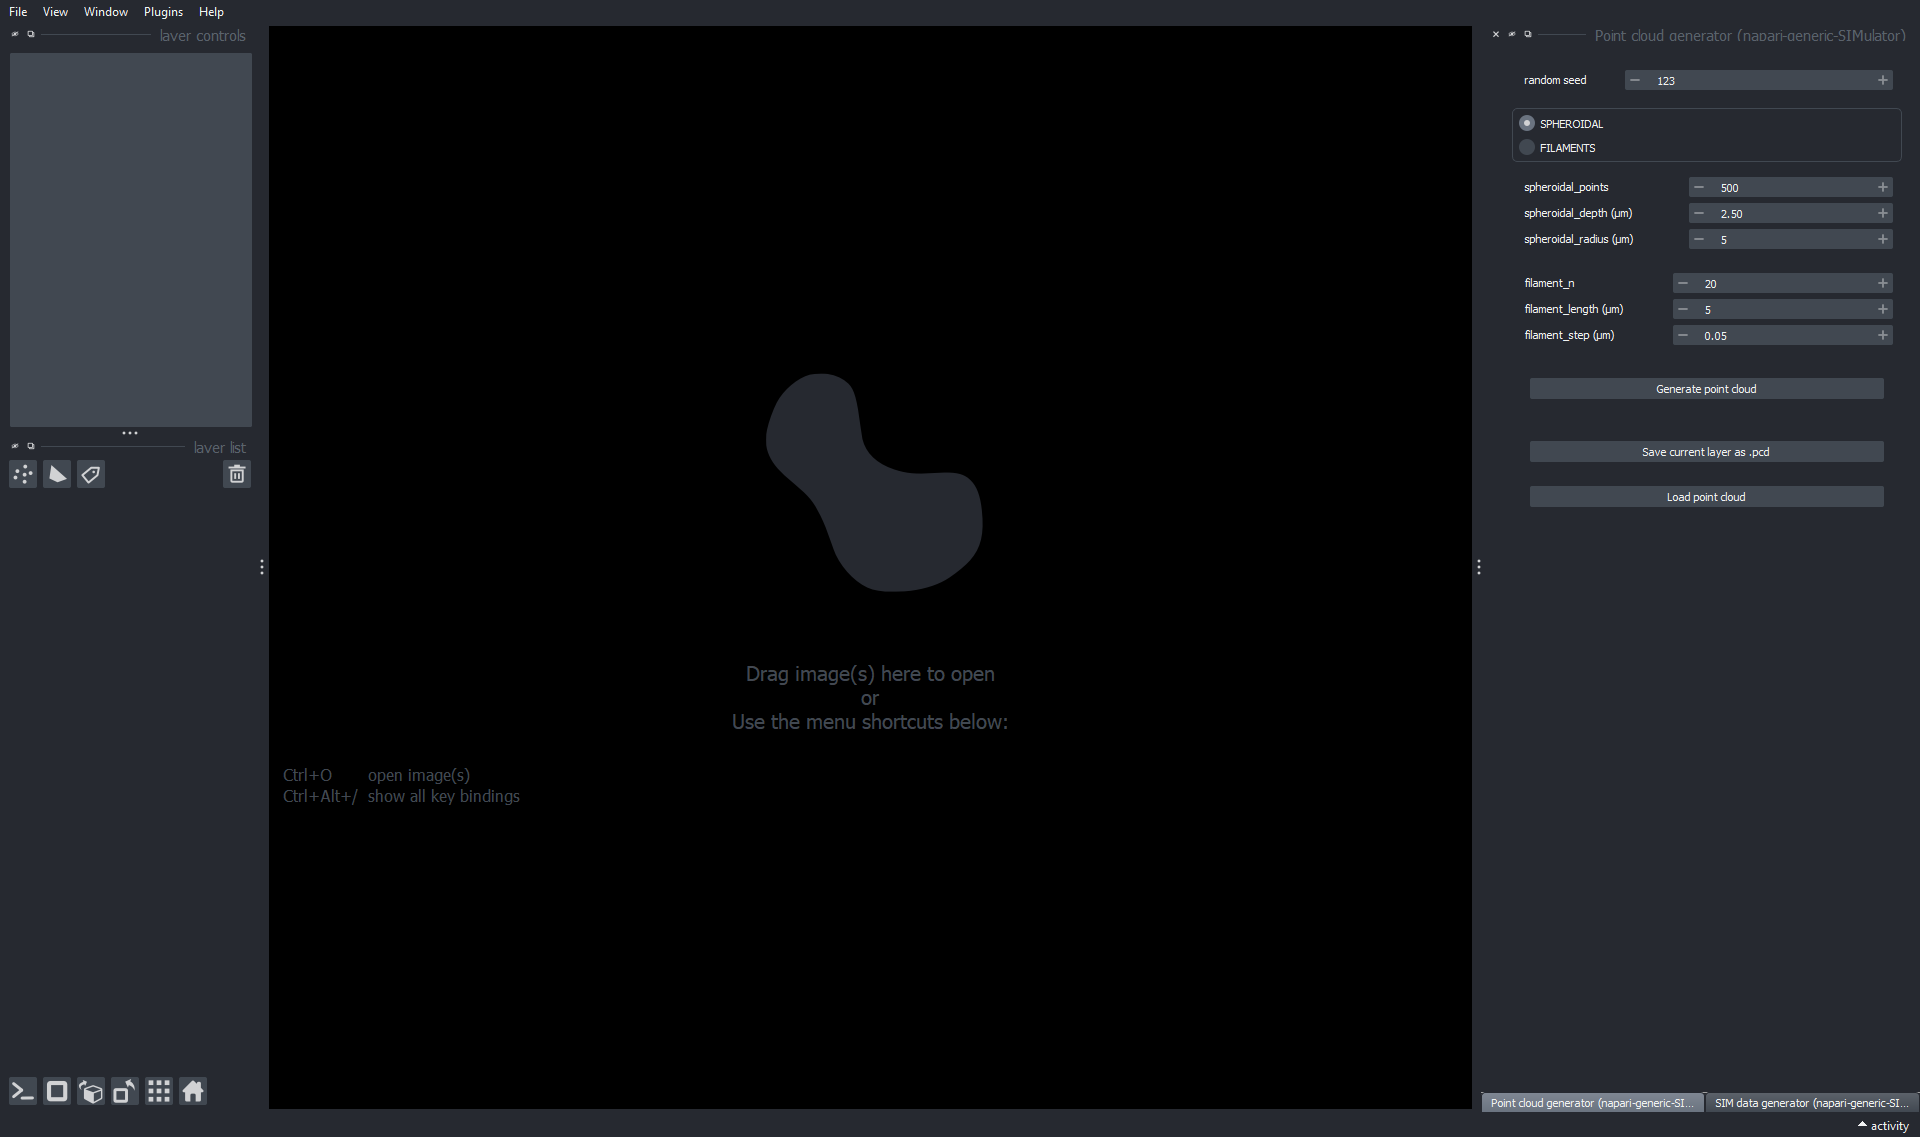 File View Window Plugins Help
layer controls
layer list
Drag image(s) here to open
or
Use the menu shortcuts below:
Ctrl+O open image(s)
Ctrl+Alt+/ show all key bindings
Point cloud generator (napari-generic-SIMulator)
random seed 123
SPHEROIDAL
FILAMENTS
spheroidal_points 500
spheroidal_depth (µm) 2.50
spheroidal_radius (µm) 5
filament_n 20
filament_length (µm) 5
filament_step (µm) 0.05
Generate point cloud
Save current layer as .pcd
Load point cloud
Point cloud generator (napari-generic-SI...
SIM data generator (napari-generic-SI...
activity